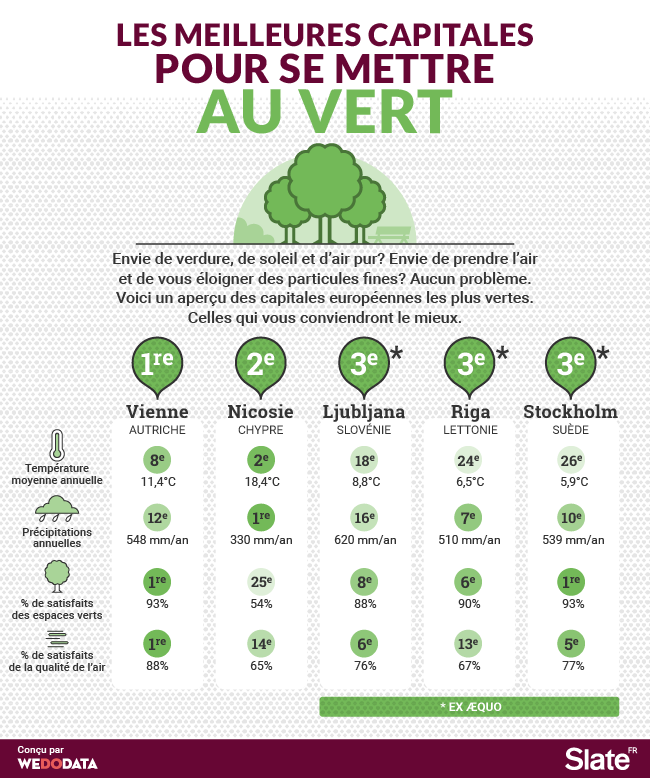 LES MEILLEURES CAPITALES
POUR SE METTRE
AU VERT
Envie de verdure, de soleil et d'air pur? Envie de prendre l'air
et de vous éloigner des particules fines? Aucun problème.
Voici un aperçu des capitales européennes les plus vertes.
Celles qui vous conviendront le mieux.
1re 2e 3e* 3e* 3e*
Vienne Nicosie Ljubljana Riga Stockholm
AUTRICHE CHYPRE SLOVÉNIE LETTONIE SUÈDE
Température
moyenne annuelle
8e 2e 18e 24e 26e
11,4°C 18,4°C 8,8°C 6,5°C 5,9°C
Précipitations
annuelles
12e 1re 16e 7e 10e
548 mm/an 330 mm/an 620 mm/an 510 mm/an 539 mm/an
% de satisfaits
des espaces verts
1re 25e 8e 6e 1re
93% 54% 88% 90% 93%
% de satisfaits
de la qualité de l'air
1re 14e 6e 13e 5e
88% 65% 76% 67% 77%
* EX ÆQUO
Conçu par
WEDODATA
Slate FR